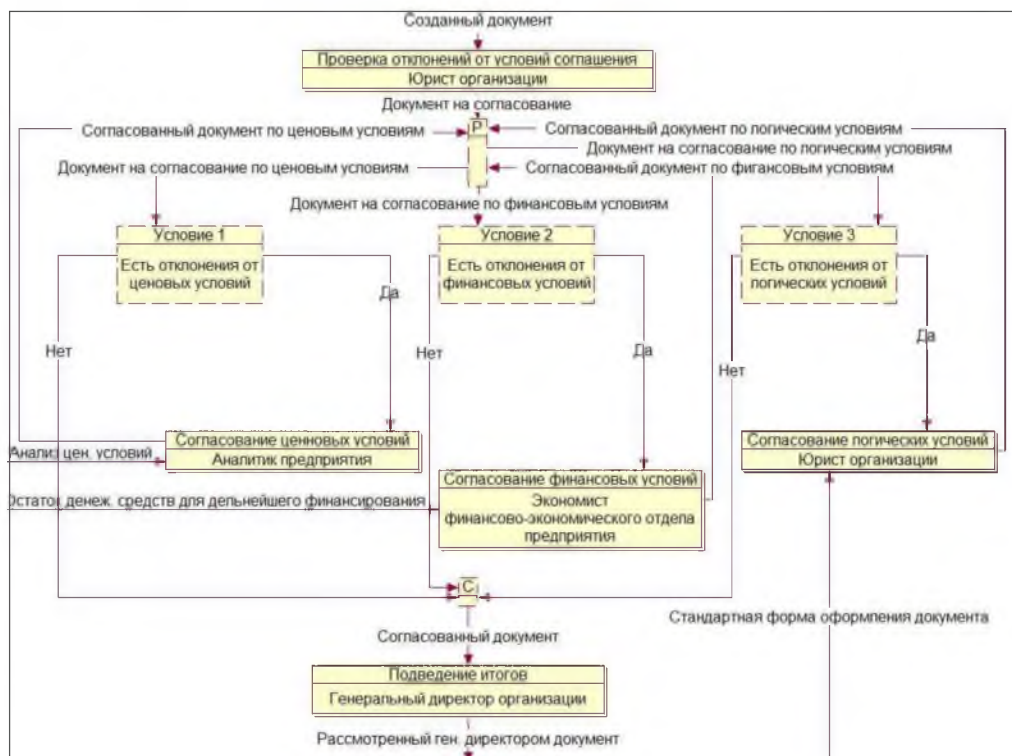 Созданный документ
Проверка отклонений от условий соглашения
Юрист организации
Документ на согласование
Согласованный документ по ценовым условиям
Р
Согласованный документ по логическим условиям
Документ на согласование по логическим условиям
Документ на согласование по ценовым условиям
Согласованный документ по фигансовым условиям
Документ на согласование по финансовым условиям
Условие 1
Условие 2
Условие 3
Есть отклонения от
ценовых условий
Есть отклонения от
финансовых условий
Есть отклонения от
логических условий
Да
Нет
Нет
Да
Нет
Да
Согласование ценновых условий
Аналитик предприятия
Анализ цен. условий
Согласование логических условий
Юрист организации
Согласование финансовых условий
Экономист
финансово-экономического отдела
предприятия
Остаток денеж. средств для дельнейшего финансирования
С
Стандартная форма оформления документа
Согласованный документ
Подведение итогов
Генеральный директор организации
Рассмотренный ген. директором документ